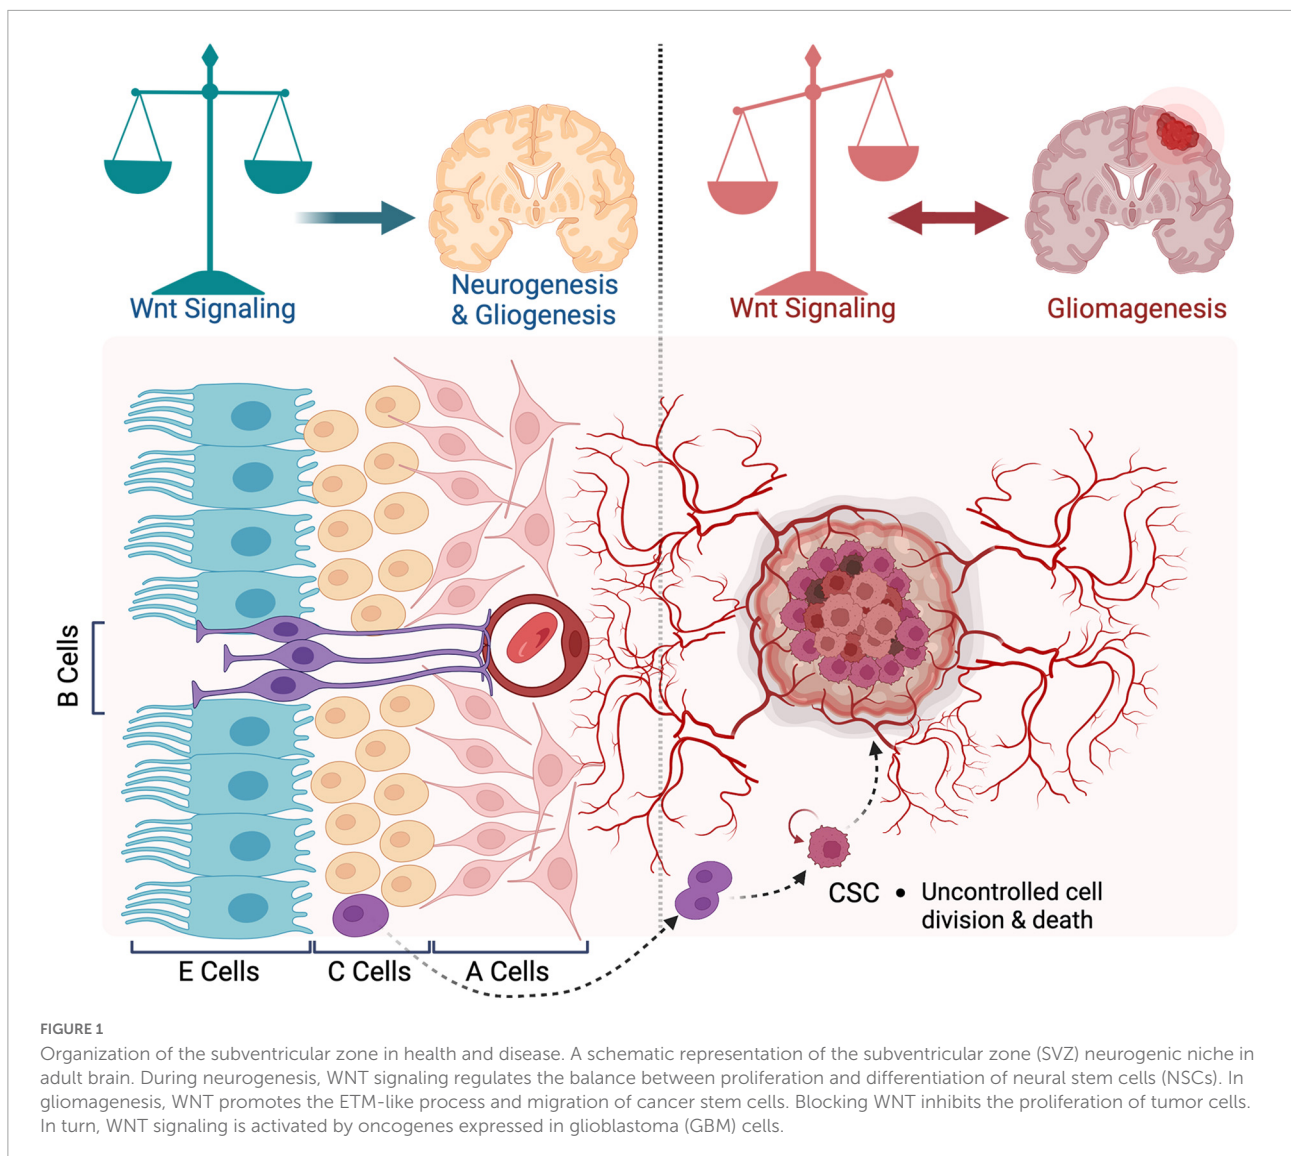 Wnt Signaling
Neurogenesis
& Gliogenesis
Wnt Signaling
Gliomagenesis
B Cells
CSC • Uncontrolled cell
division & death
E Cells
C Cells
A Cells
FIGURE 1
Organization of the subventricular zone in health and disease. A schematic representation of the subventricular zone (SVZ) neurogenic niche in
adult brain. During neurogenesis, WNT signaling regulates the balance between proliferation and differentiation of neural stem cells (NSCs). In
gliomagenesis, WNT promotes the ETM-like process and migration of cancer stem cells. Blocking WNT inhibits the proliferation of tumor cells.
In turn, WNT signaling is activated by oncogenes expressed in glioblastoma (GBM) cells.